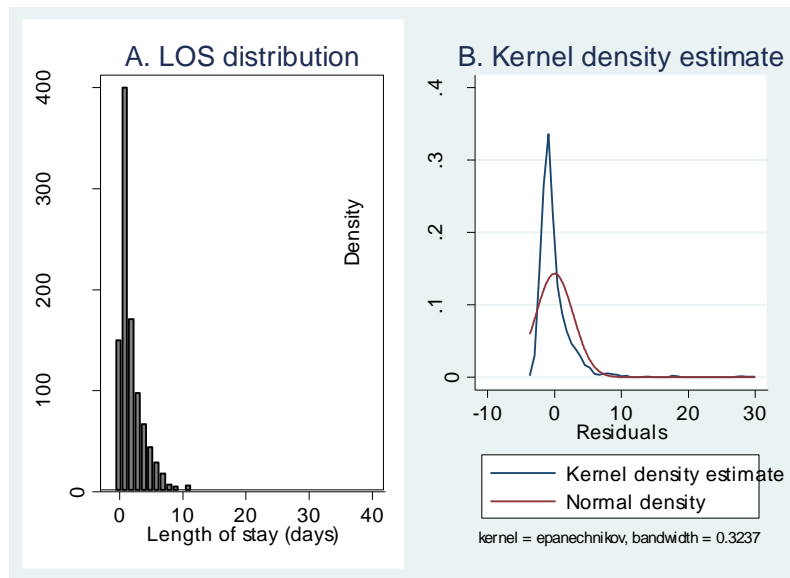 A. LOS distribution
400
300
200
100
0
0 10 20 30 40
Length of stay (days)
B. Kernel density estimate
Density
.4
.3
.2
.1
0
-10 0 10 20 30
Residuals
Kernel density estimate
Normal density
kernel = epanechnikov, bandwidth = 0.3237